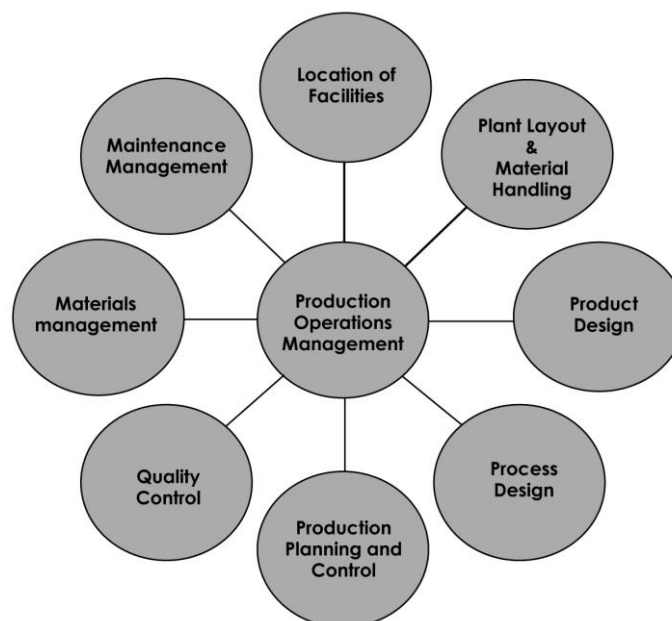 Location of
Facilities
Plant Layout
&
Material
Handling
Product
Design
Process
Design
Production
Planning and
Control
Quality
Control
Materials
management
Maintenance
Management
Production
Operations
Management